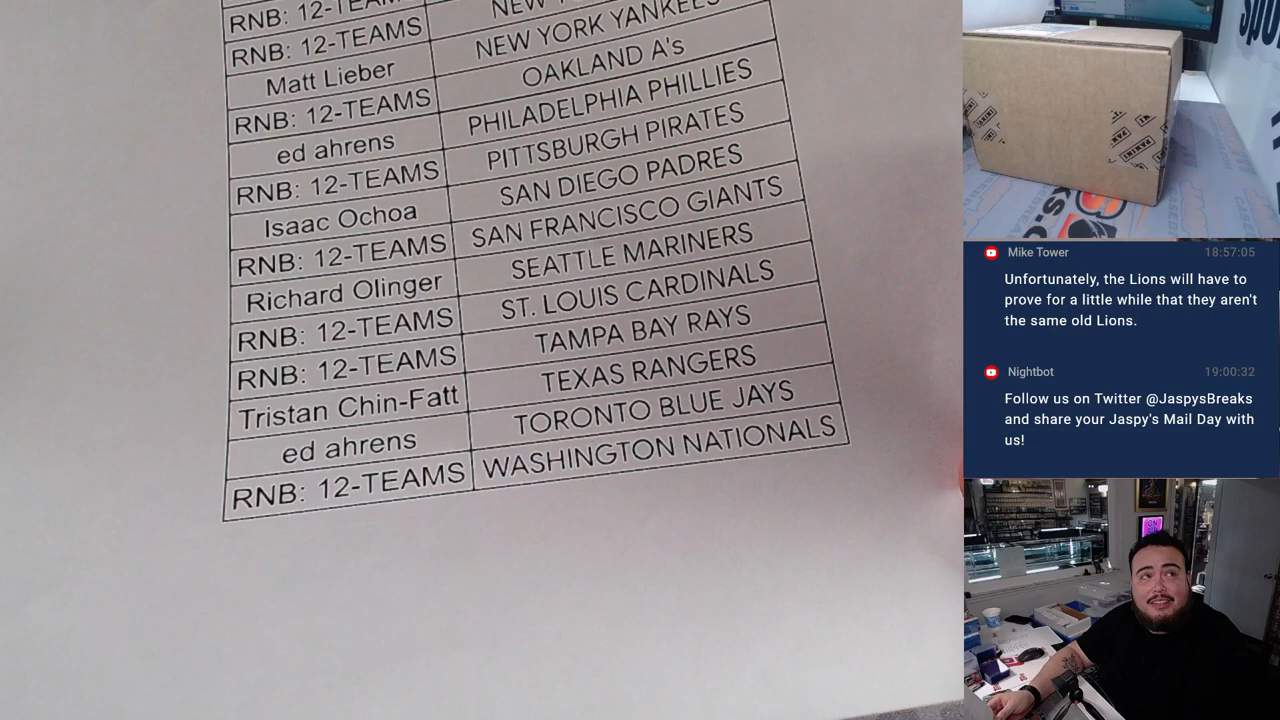 RNB: 12-TEAMS
RNB: 12-TEAMS NEW
Matt Lieber NEW YORK YANKEES
RNB: 12-TEAMS OAKLAND A's
ed ahrens PHILADELPHIA PHILLIES
RNB: 12-TEAMS PITTSBURGH PIRATES
Isaac Ochoa SAN DIEGO PADRES
RNB: 12-TEAMS SAN FRANCISCO GIANTS
Richard Olinger SEATTLE MARINERS
RNB: 12-TEAMS ST. LOUIS CARDINALS
RNB: 12-TEAMS TAMPA BAY RAYS
Tristan Chin-Fatt TEXAS RANGERS
ed ahrens TORONTO BLUE JAYS
RNB: 12-TEAMS WASHINGTON NATIONALS
PANINI
Mike Tower 18:57:05
Unfortunately, the Lions will have to
prove for a little while that they aren't
the same old Lions.
Nightbot 19:00:32
Follow us on Twitter @JaspysBreaks
and share your Jaspy's Mail Day with
us!